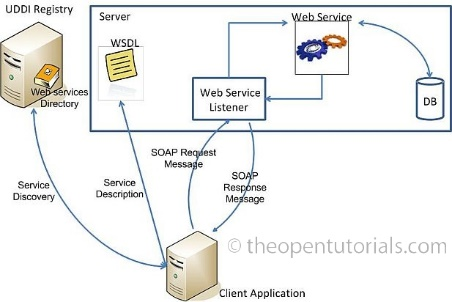 UDDI Registry
Server
Web Service
WSDL
Web services
Directory
Web Service
Listener
DB
SOAP Request
Message
SOAP
Response
Message
Service
Discovery
Service
Description
© theopentutorials.com
Client Application